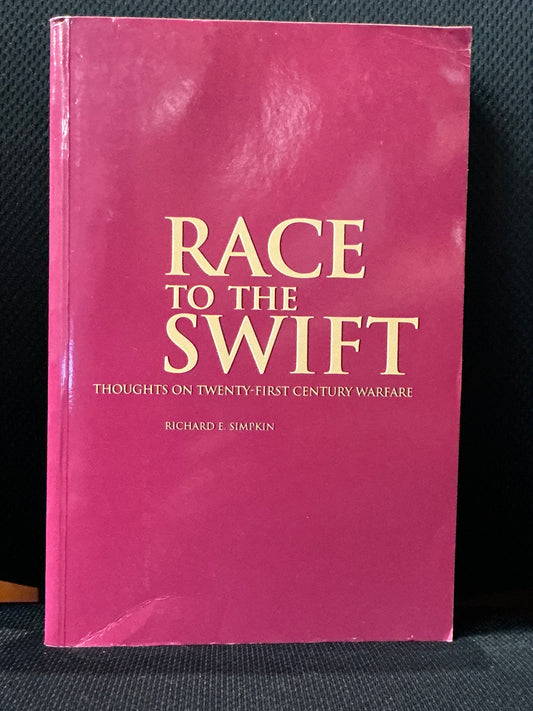 RACE
TO THE
SWIFT
THOUGHTS ON TWENTY-FIRST CENTURY WARFARE
RICHARD E. SIMPKIN